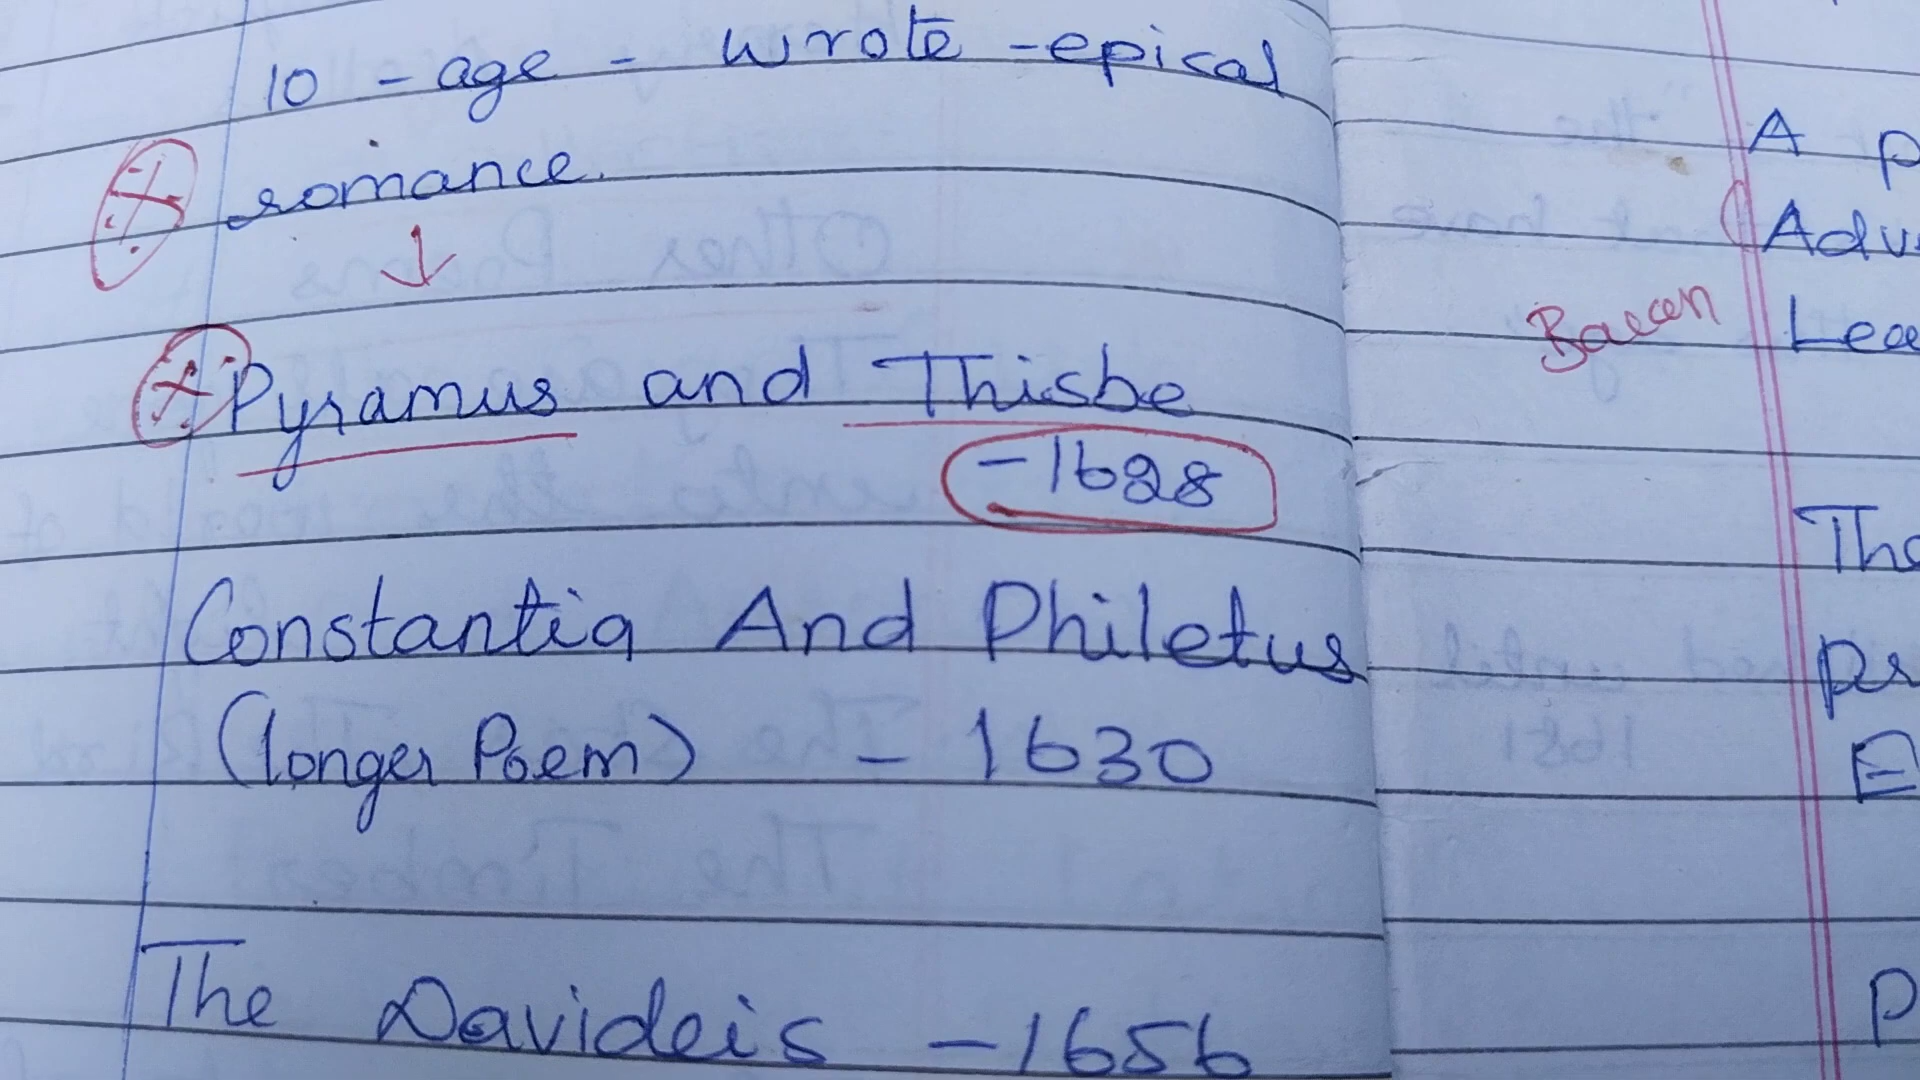 10 - age - wrote - epical
romance.
Pyramus and Thisbe
- 1628
Constantia And Philetus
(longer Poem) - 1630
The Davideis - 1656
A p
Adv
Bacon Lea
The
per
E
P